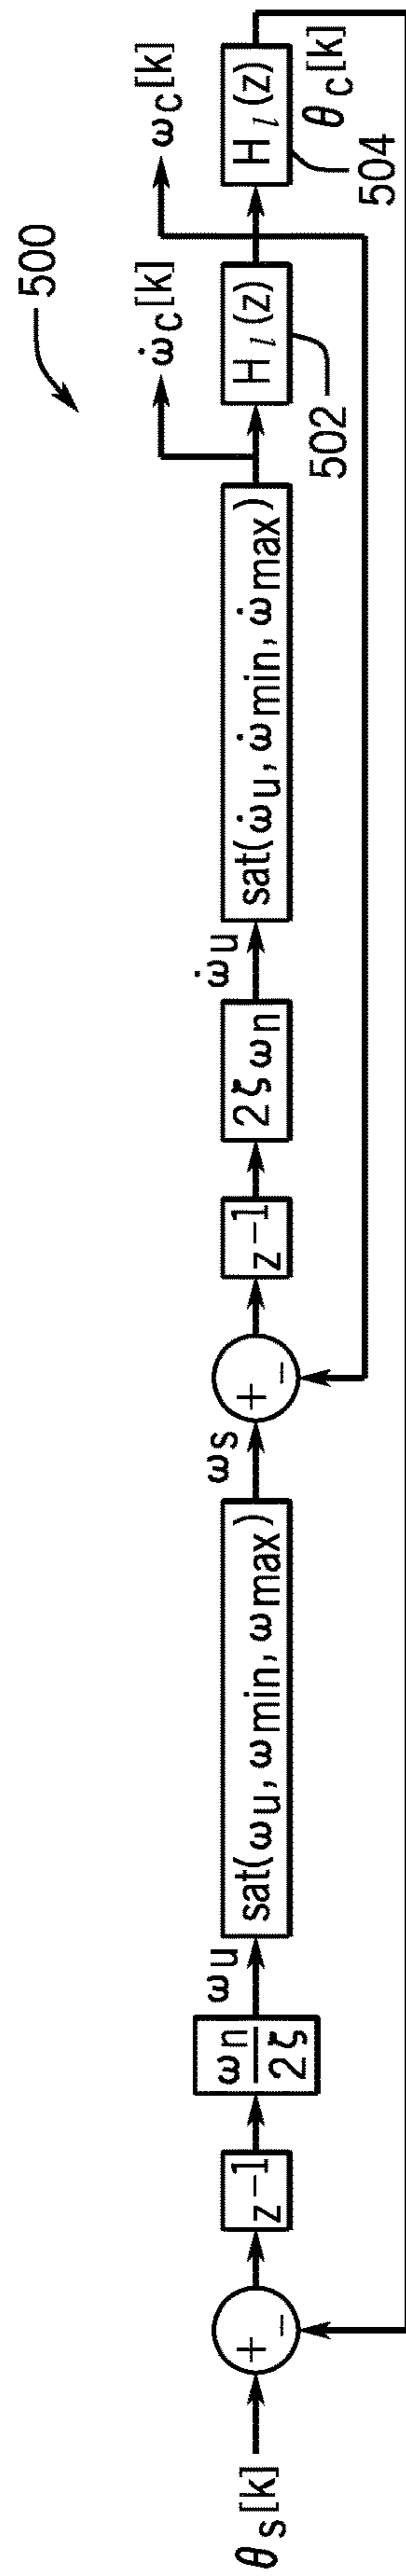 500
θs[k]
+
−
z−1
ωn
2ζ
ωu
sat(ωu, ωmin, ωmax)
ωs
+
−
z−1
2ζωn
ω̇u
sat(ω̇u, ω̇min, ω̇max)
ω̇c[k]
Hl(z)
502
ωc[k]
Hl(z)
504
θc[k]